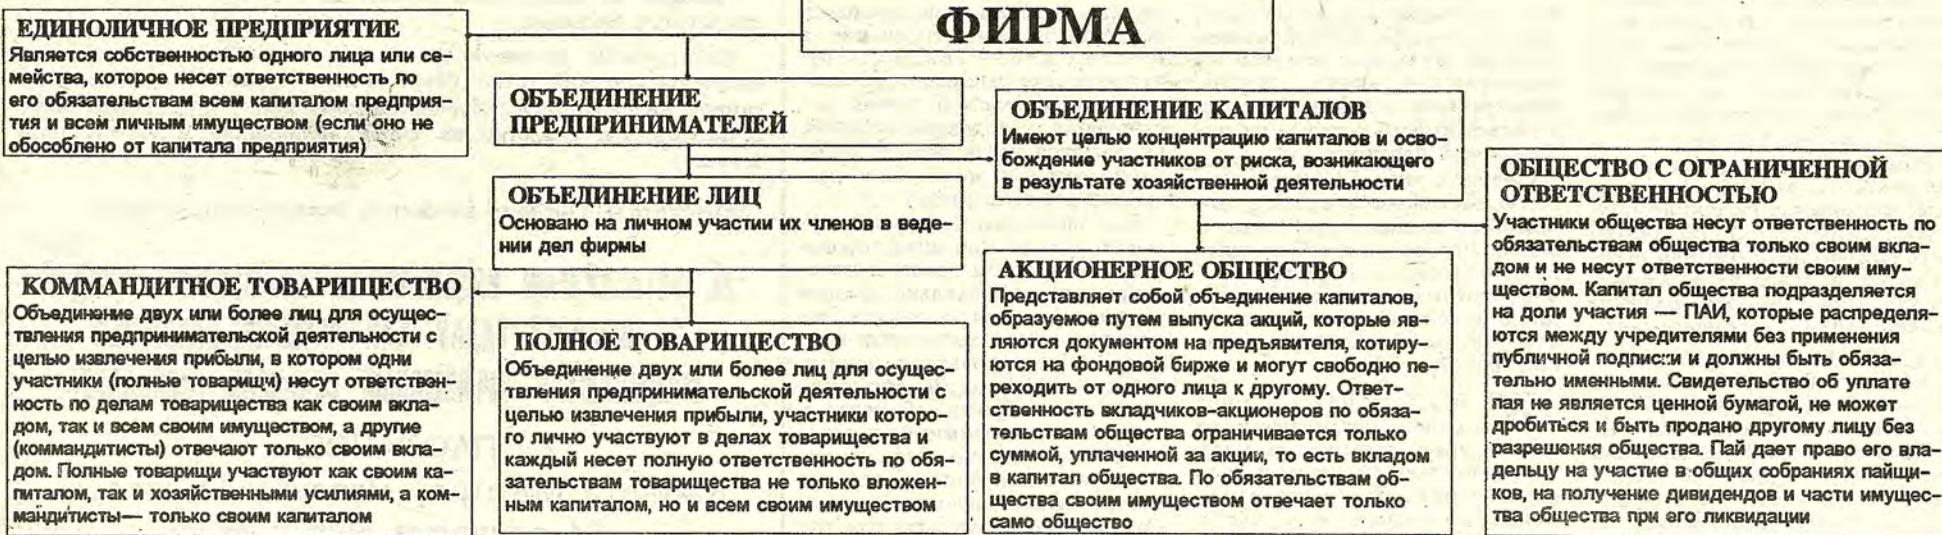 ФИРМА
ЕДИНОЛИЧНОЕ ПРЕДПРИЯТИЕ
Является собственностью одного лица или се-
мейства, которое несет ответственность по
его обязательствам всем капиталом предприя-
тия и всем личным имуществом (если оно не
обособлено от капитала предприятия)
ОБЪЕДИНЕНИЕ
ПРЕДПРИНИМАТЕЛЕЙ
ОБЪЕДИНЕНИЕ ЛИЦ
Основано на личном участии их членов в веде-
нии дел фирмы
ОБЪЕДИНЕНИЕ КАПИТАЛОВ
Имеют целью концентрацию капиталов и осво-
бождение участников от риска, возникающего
в результате хозяйственной деятельности
КОММАНДИТНОЕ ТОВАРИЩЕСТВО
Объединение двух или более лиц для осущес-
твления предпринимательской деятельности с
целью извлечения прибыли, в котором одни
участники (полные товарищи) несут ответствен-
ность по делам товарищества как своим вкла-
дом, так и всем своим имуществом, а другие
(коммандитисты) отвечают только своим вкла-
дом. Полные товарищи участвуют как своим ка-
питалом, так и хозяйственными усилиями, а ком-
мандитисты— только своим капиталом
ПОЛНОЕ ТОВАРИЩЕСТВО
Объединение двух или более лиц для осущес-
твления предпринимательской деятельности с
целью извлечения прибыли, участники которо-
го лично участвуют в делах товарищества и
каждый несет полную ответственность по обя-
зательствам товарищества не только вложен-
ным капиталом, но и всем своим имуществом
АКЦИОНЕРНОЕ ОБЩЕСТВО
Представляет собой объединение капиталов,
образуемое путем выпуска акций, которые яв-
ляются документом на предъявителя, котиру-
ются на фондовой бирже и могут свободно пе-
реходить от одного лица к другому. Ответ-
ственность вкладчиков-акционеров по обяза-
тельствам общества ограничивается только
суммой, уплаченной за акции, то есть вкладом
в капитал общества. По обязательствам об-
щества своим имуществом отвечает только
само общество
ОБЩЕСТВО С ОГРАНИЧЕННОЙ
ОТВЕТСТВЕННОСТЬЮ
Участники общества несут ответственность по
обязательствам общества только своим вкла-
дом и не несут ответственности своим иму-
ществом. Капитал общества подразделяется
на доли участия — ПАИ, которые распределя-
ются между учредителями без применения
публичной подписки и должны быть обяза-
тельно именными. Свидетельство об уплате
пая не является ценной бумагой, не может
дробиться и быть продано другому лицу без
разрешения общества. Пай дает право его вла-
дельцу на участие в общих собраниях пайщи-
ков, на получение дивидендов и части имущес-
тва общества при его ликвидации